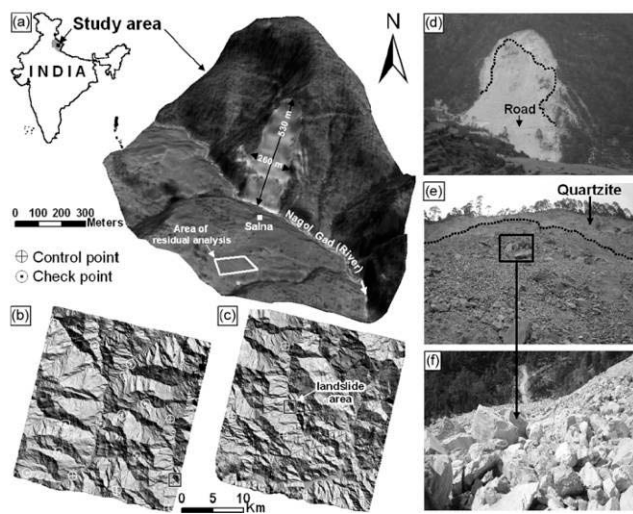 (a)
Study area
INDIA
N
530 m
260 m
0 100 200 300
Meters
Salna
Nagol Gad (River)
Area of
residual analysis
Control point
Check point
(b)
(c)
landslide
area
0 5 10
Km
(d)
Road
(e)
Quartzite
(f)